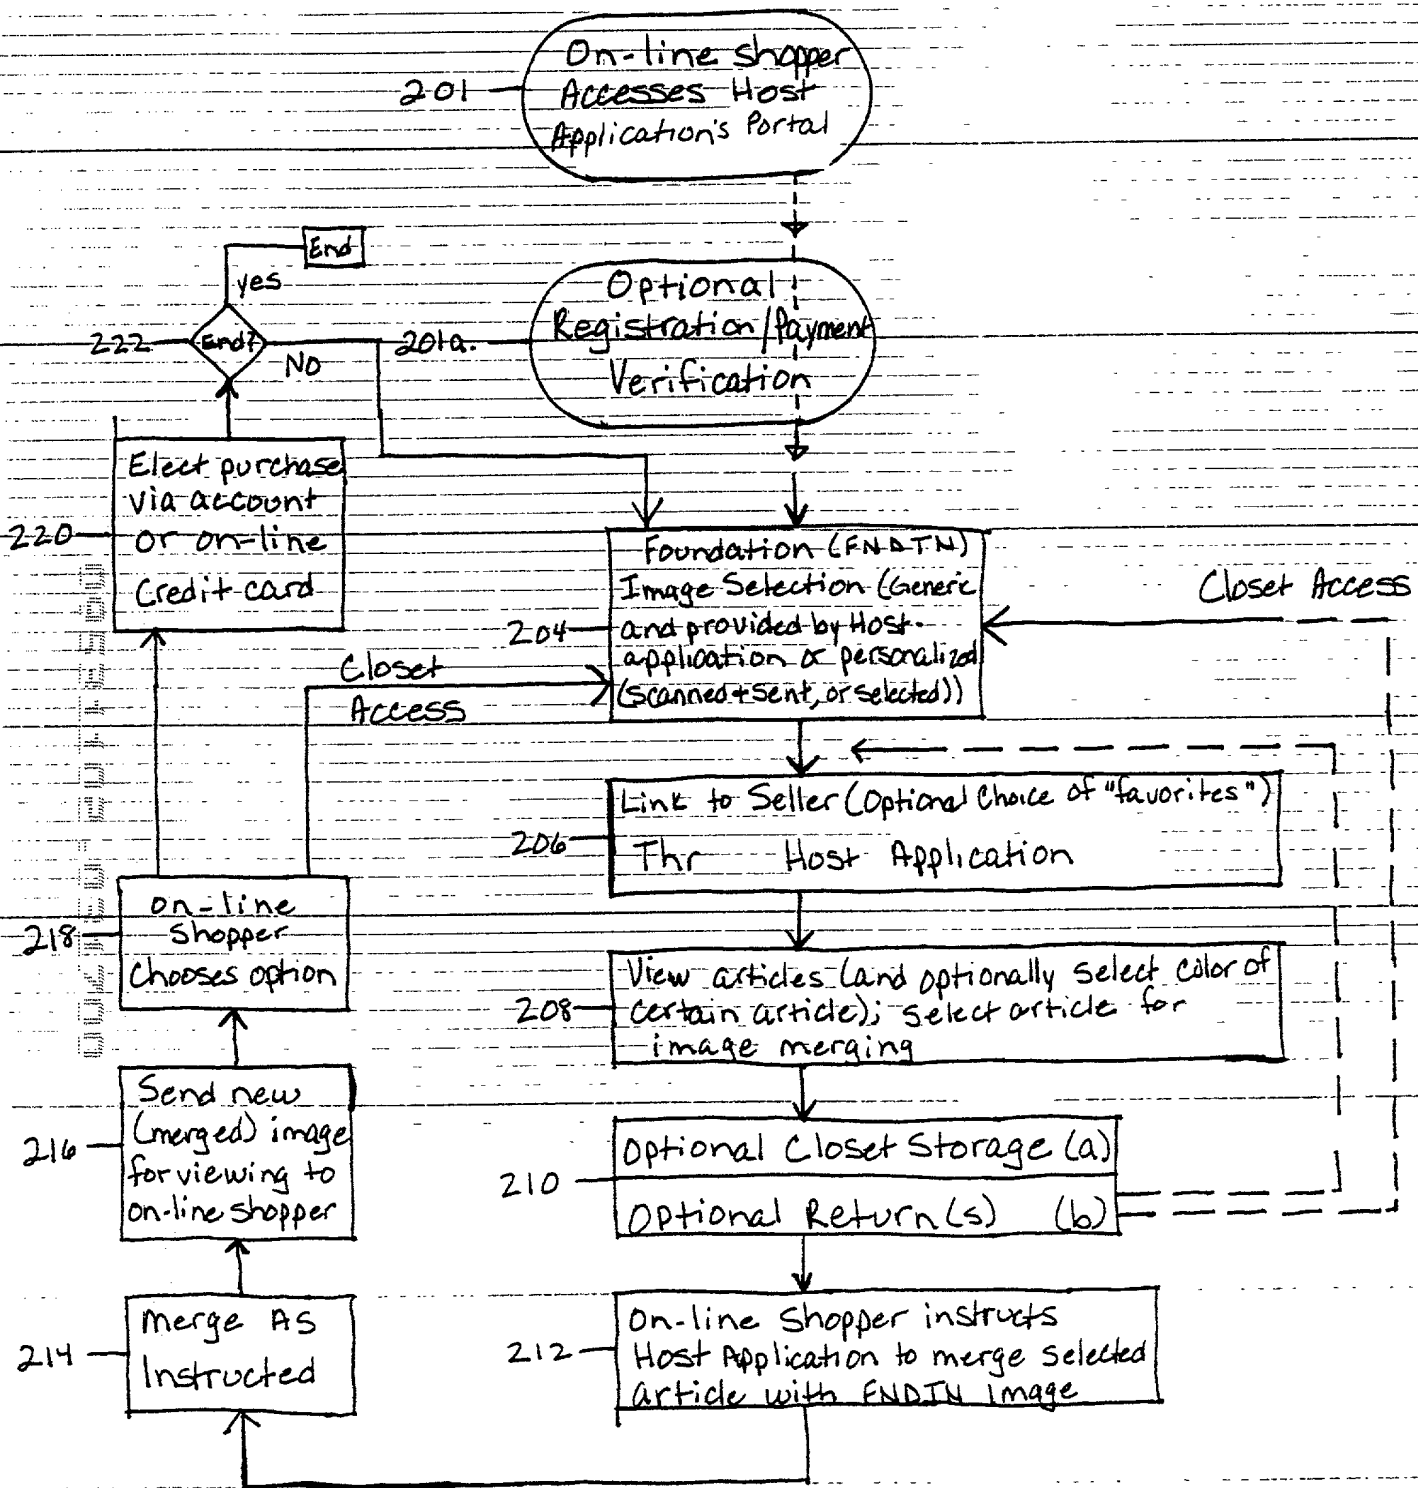 On-line shopper
201
Accesses Host
Application's Portal
End
yes
Optional
222
End?
201a.
Registration/Payment
No
Verification
Elect purchase
via account
220
or on-line
Credit card
Foundation (FNDTN)
Image Selection (Generic
204
and provided by Host
application or personalized
(scanned + sent, or selected))
Closet Access
Closet
Access
Link to Seller (Optional Choice of "favorites")
206
Thr Host Application
on-line
218
Shopper
Chooses option
View articles (and optionally select color of
208
certain article); select article for
image merging
Send new
216
(merged) image
for viewing to
on-line shopper
Optional Closet Storage (a)
210
Optional Return(s) (b)
Merge As
214
Instructed
On-line Shopper instructs
212
Host Application to merge selected
article with FNDTN Image